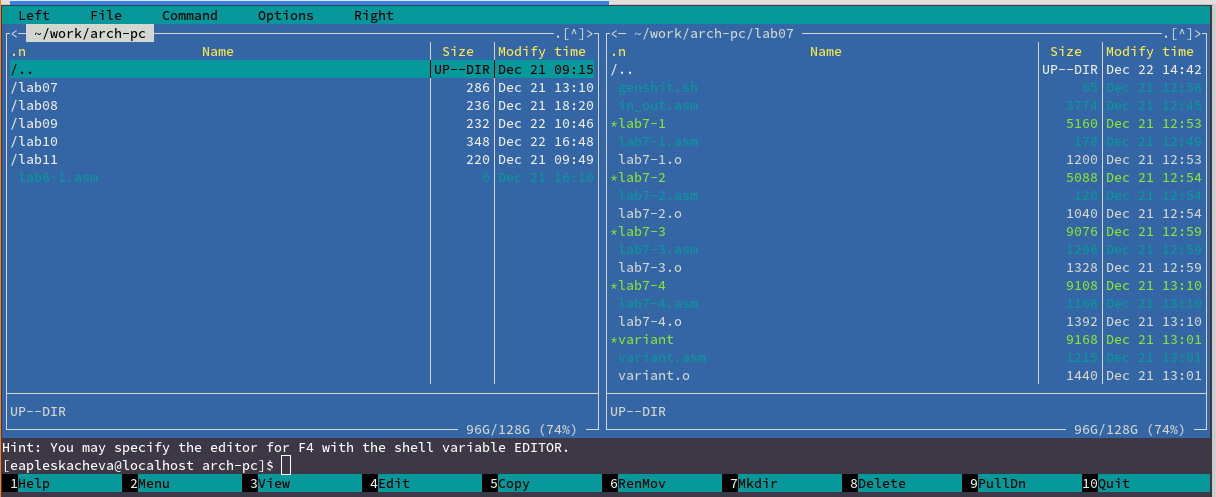 Left File Command Options Right
<─ ~/work/arch-pc ─.[^]>
.n Name Size Modify time
/.. UP--DIR Dec 21 09:15
/lab07 286 Dec 21 13:10
/lab08 236 Dec 21 18:20
/lab09 232 Dec 22 10:46
/lab10 348 Dec 22 16:48
/lab11 220 Dec 21 09:49
lab8-1.asm 0 Dec 21 16:10
UP--DIR
96G/128G (74%)
<─ ~/work/arch-pc/lab07 ─.[^]>
.n Name Size Modify time
/.. UP--DIR Dec 22 14:42
genshit.sh 65 Dec 21 12:58
in_out.asm 3774 Dec 21 12:45
*lab7-1 5160 Dec 21 12:53
lab7-1.asm 178 Dec 21 12:49
lab7-1.o 1200 Dec 21 12:53
*lab7-2 5088 Dec 21 12:54
lab7-2.asm 120 Dec 21 12:54
lab7-2.o 1040 Dec 21 12:54
*lab7-3 9076 Dec 21 12:59
lab7-3.asm 1298 Dec 21 12:59
lab7-3.o 1328 Dec 21 12:59
*lab7-4 9108 Dec 21 13:10
lab7-4.asm 1168 Dec 21 13:10
lab7-4.o 1392 Dec 21 13:10
*variant 9168 Dec 21 13:01
variant.asm 1215 Dec 21 13:01
variant.o 1440 Dec 21 13:01
UP--DIR
96G/128G (74%)
Hint: You may specify the editor for F4 with the shell variable EDITOR.
[eapleskacheva@localhost arch-pc]$
1Help 2Menu 3View 4Edit 5Copy 6RenMov 7Mkdir 8Delete 9PullDn 10Quit